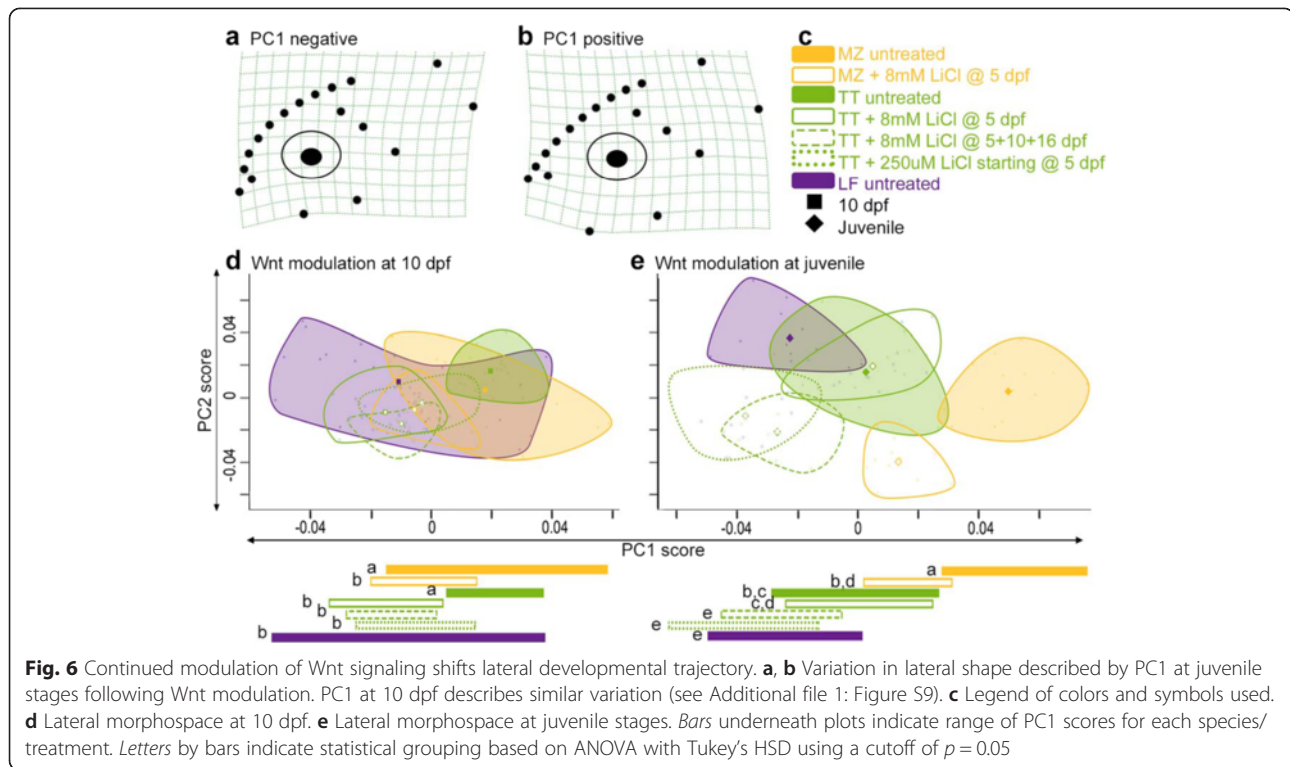 a PC1 negative
b PC1 positive
c
MZ untreated
MZ + 8mM LiCl @ 5 dpf
TT untreated
TT + 8mM LiCl @ 5 dpf
TT + 8mM LiCl @ 5+10+16 dpf
TT + 250uM LiCl starting @ 5 dpf
LF untreated
10 dpf
Juvenile
d Wnt modulation at 10 dpf
e Wnt modulation at juvenile
PC2 score
0.04
0
-0.04
0.04
0
-0.04
-0.04 0 0.04
-0.04 0 0.04
PC1 score
a
b
a
b
b
b
b
a
b,d
b,c
c,d
e
e
e
Fig. 6 Continued modulation of Wnt signaling shifts lateral developmental trajectory. a, b Variation in lateral shape described by PC1 at juvenile
stages following Wnt modulation. PC1 at 10 dpf describes similar variation (see Additional file 1: Figure S9). c Legend of colors and symbols used.
d Lateral morphospace at 10 dpf. e Lateral morphospace at juvenile stages. Bars underneath plots indicate range of PC1 scores for each species/
treatment. Letters by bars indicate statistical grouping based on ANOVA with Tukey's HSD using a cutoff of p = 0.05